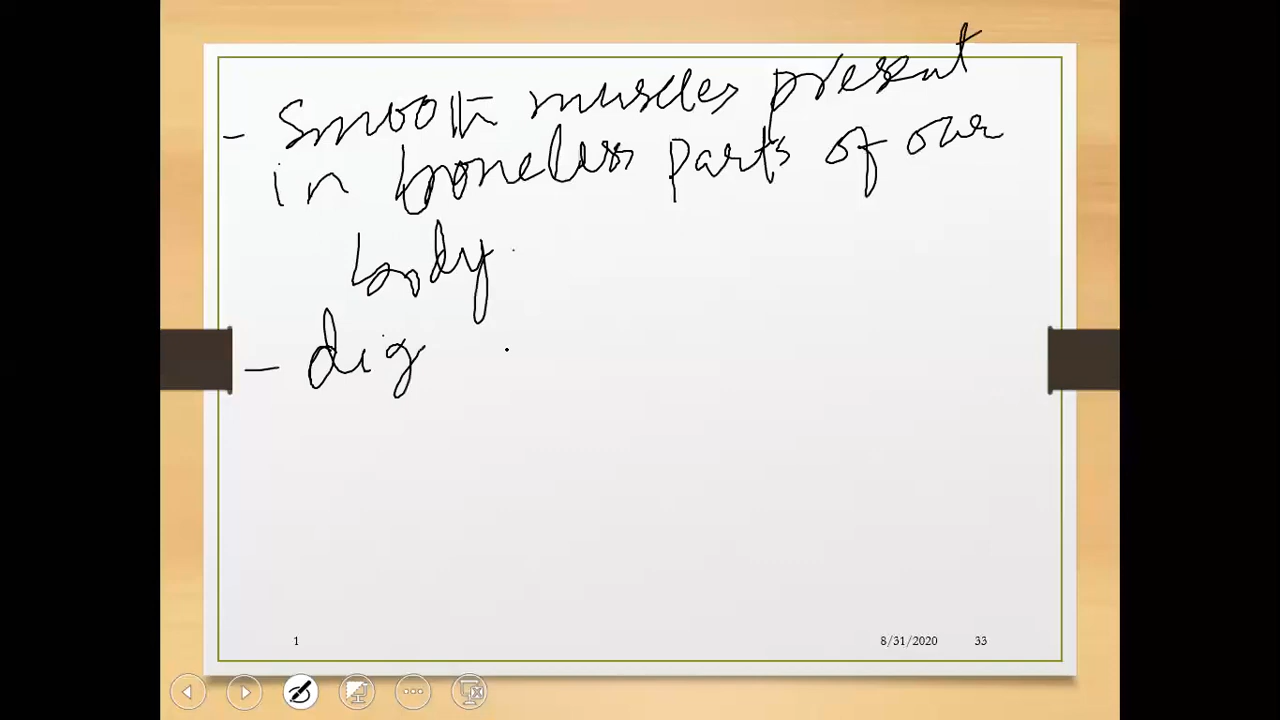 - Smooth muscles present
in boneless parts of our
body
- dig
1
8/31/2020 33